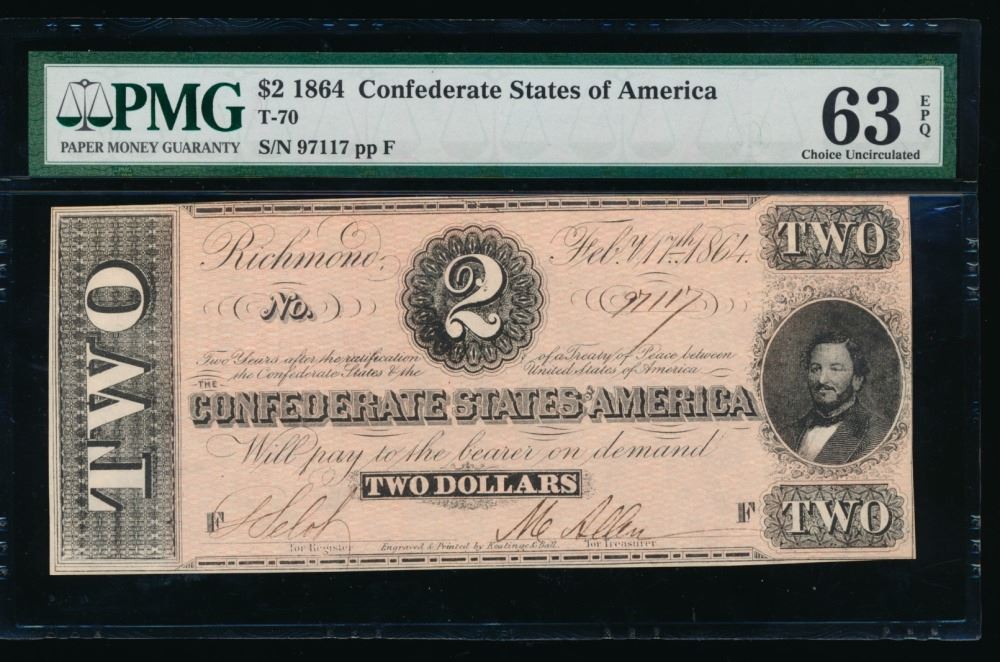 PMG
PAPER MONEY GUARANTY
$2 1864 Confederate States of America
T-70
S/N 97117 pp F
63
EPQ
Choice Uncirculated
TWO
Richmond,
2
Feb.y 17th 1864.
TWO
No.
97117
Two Years after the ratification of a Treaty of Peace between
the Confederate States & the United States of America
THE
CONFEDERATE STATES OF AMERICA
Will pay to the bearer on demand
TWO DOLLARS
F
F
TWO
for Register
Engraved & Printed by Keatinge & Ball.
for Treasurer